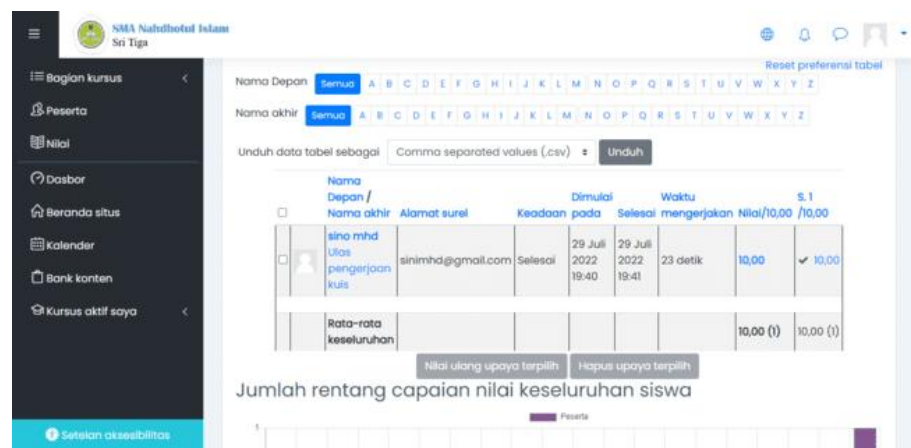 SMA Nahdhotul Islam
Sri Tiga
Bagian kursus
Peserta
Nilai
Dasbor
Beranda situs
Kalender
Bank konten
Kursus aktif saya
Setelan aksesibilitas
Reset preferensi tabel
Nama Depan Semua A B C D E F G H I J K L M N O P Q R S T U V W X Y Z
Nama akhir Semua A B C D E F G H I J K L M N O P Q R S T U V W X Y Z
Unduh data tabel sebagai Comma separated values (.csv) Unduh
Nama
Depan / Dimulai Waktu S. 1
Nama akhir Alamat surel Keadaan pada Selesai mengerjakan Nilai/10,00 /10,00
sino mhd
Ulas
pengerjaan
kuis
sinimhd@gmail.com Selesai
29 Juli
2022
19:40
29 Juli
2022
19:41
23 detik 10,00 10,00
Rata-rata
keseluruhan
10,00 (1) 10,00 (1)
Nilai ulang upaya terpilih Hapus upaya terpilih
Jumlah rentang capaian nilai keseluruhan siswa
Peserta
1